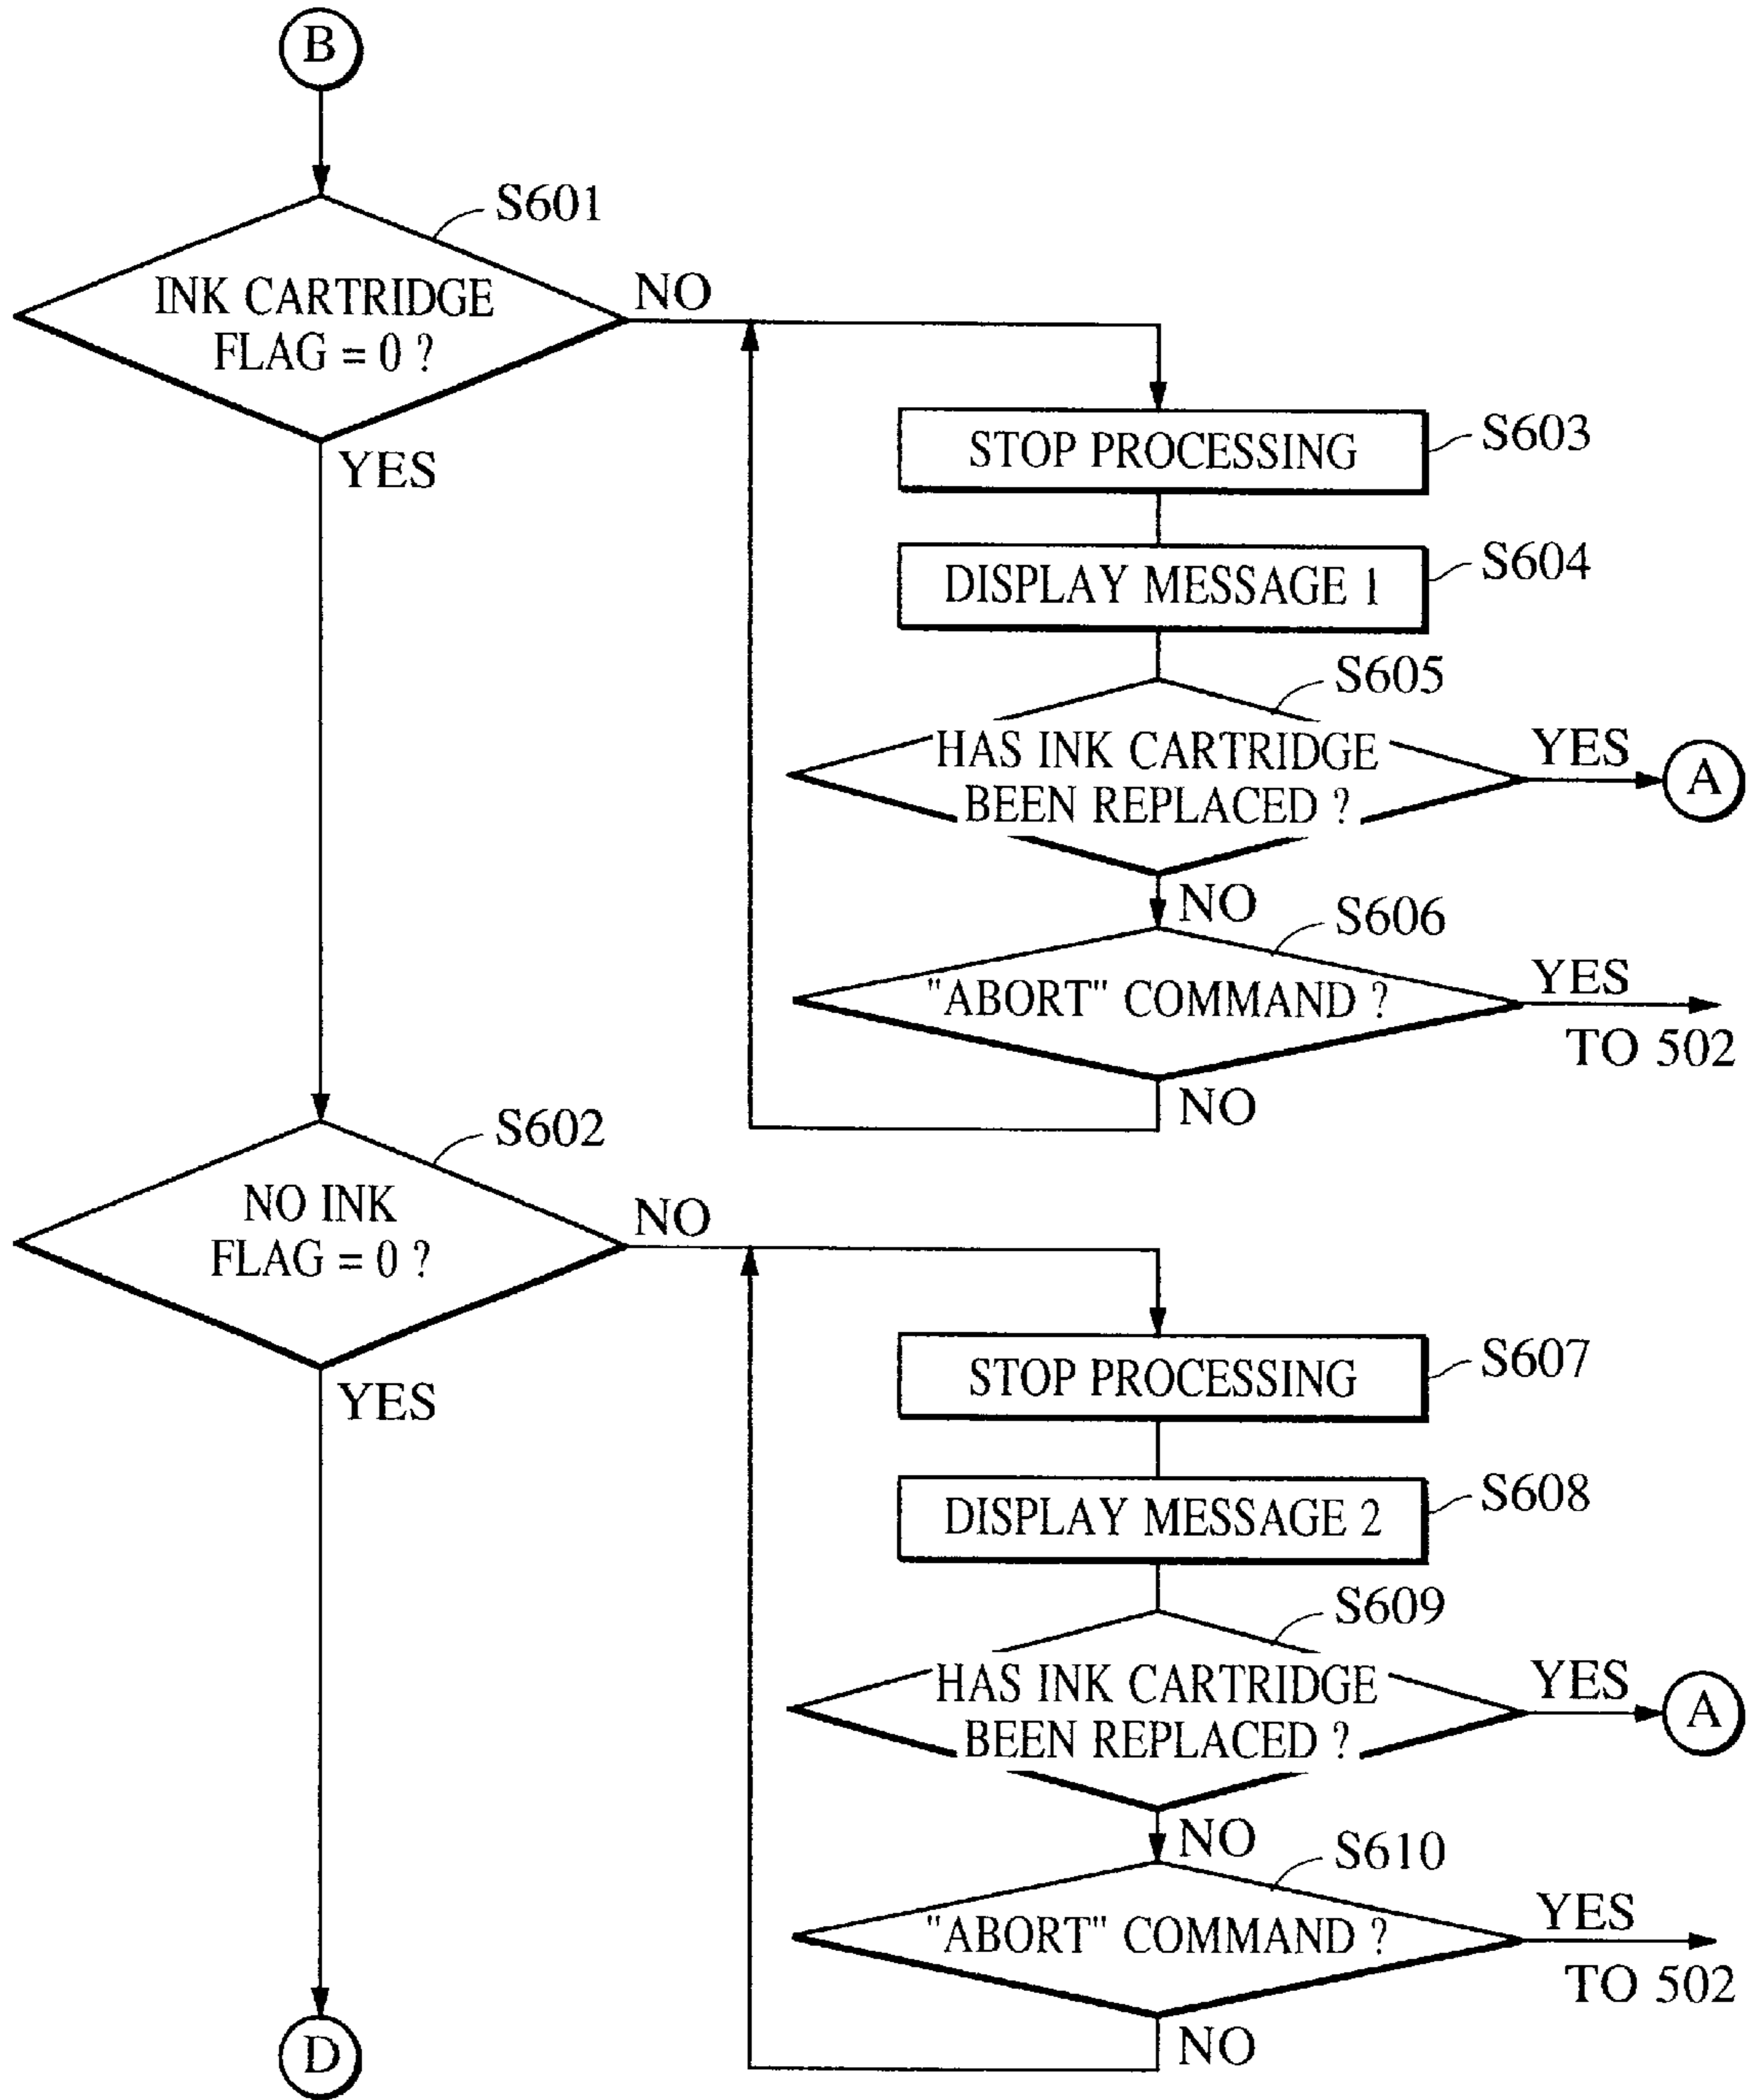 B
S601
INK CARTRIDGE
FLAG = 0 ?
NO
YES
STOP PROCESSING
S603
DISPLAY MESSAGE 1
S604
S605
HAS INK CARTRIDGE
BEEN REPLACED ?
YES
A
NO
S606
"ABORT" COMMAND ?
YES
TO 502
NO
S602
NO INK
FLAG = 0 ?
NO
YES
STOP PROCESSING
S607
DISPLAY MESSAGE 2
S608
S609
HAS INK CARTRIDGE
BEEN REPLACED ?
YES
A
NO
S610
"ABORT" COMMAND ?
YES
TO 502
NO
D